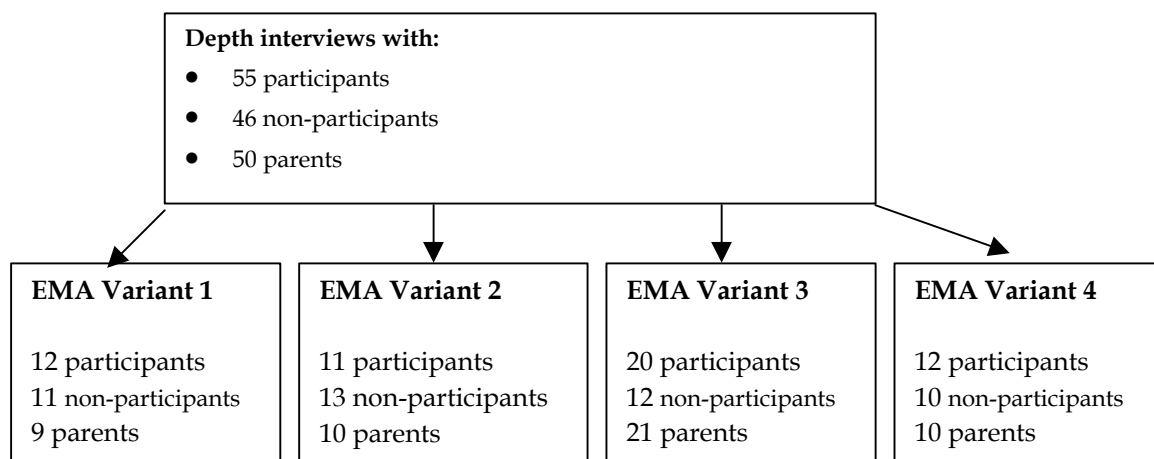 Depth interviews with:
• 55 participants
• 46 non-participants
• 50 parents
EMA Variant 1
12 participants
11 non-participants
9 parents
EMA Variant 2
11 participants
13 non-participants
10 parents
EMA Variant 3
20 participants
12 non-participants
21 parents
EMA Variant 4
12 participants
10 non-participants
10 parents